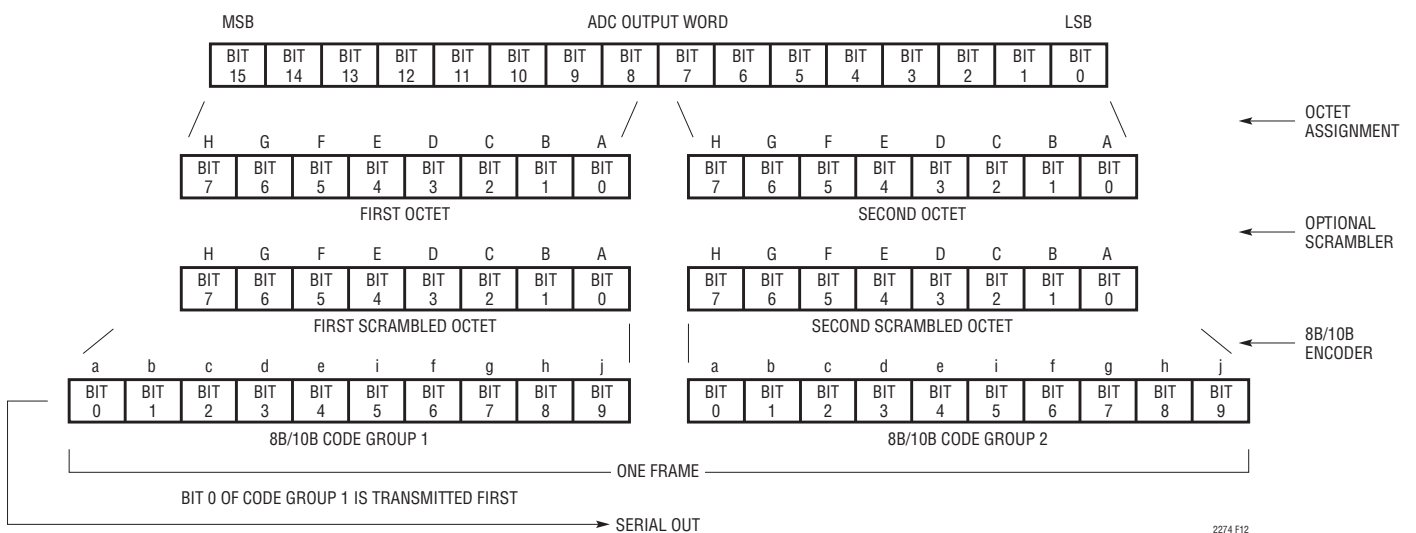 MSB ADC OUTPUT WORD LSB
BIT 15 BIT 14 BIT 13 BIT 12 BIT 11 BIT 10 BIT 9 BIT 8 BIT 7 BIT 6 BIT 5 BIT 4 BIT 3 BIT 2 BIT 1 BIT 0
OCTET ASSIGNMENT
H G F E D C B A H G F E D C B A
BIT 7 BIT 6 BIT 5 BIT 4 BIT 3 BIT 2 BIT 1 BIT 0 BIT 7 BIT 6 BIT 5 BIT 4 BIT 3 BIT 2 BIT 1 BIT 0
FIRST OCTET SECOND OCTET
OPTIONAL SCRAMBLER
H G F E D C B A H G F E D C B A
BIT 7 BIT 6 BIT 5 BIT 4 BIT 3 BIT 2 BIT 1 BIT 0 BIT 7 BIT 6 BIT 5 BIT 4 BIT 3 BIT 2 BIT 1 BIT 0
FIRST SCRAMBLED OCTET SECOND SCRAMBLED OCTET
8B/10B ENCODER
a b c d e i f g h j a b c d e i f g h j
BIT 0 BIT 1 BIT 2 BIT 3 BIT 4 BIT 5 BIT 6 BIT 7 BIT 8 BIT 9 BIT 0 BIT 1 BIT 2 BIT 3 BIT 4 BIT 5 BIT 6 BIT 7 BIT 8 BIT 9
8B/10B CODE GROUP 1 8B/10B CODE GROUP 2
ONE FRAME
BIT 0 OF CODE GROUP 1 IS TRANSMITTED FIRST
SERIAL OUT
2274 F12